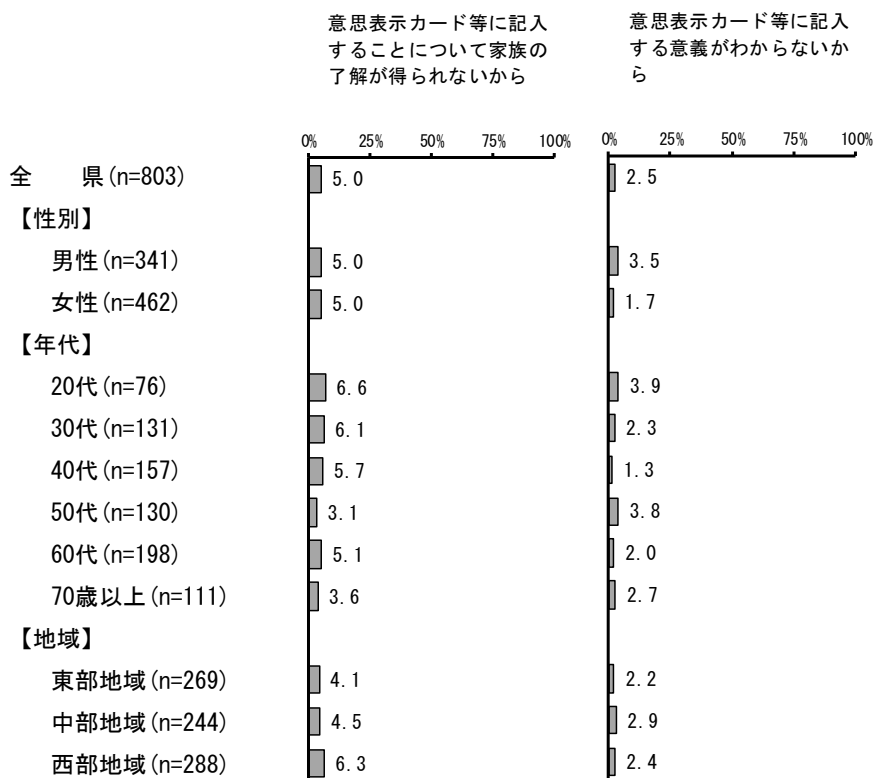 意思表示カード等に記入
することについて家族の
了解が得られないから
意思表示カード等に記入
する意義がわからないか
ら
0% 25% 50% 75% 100% 0% 25% 50% 75% 100%
全 県(n=803) 5.0 2.5
【性別】
男性(n=341) 5.0 3.5
女性(n=462) 5.0 1.7
【年代】
20代(n=76) 6.6 3.9
30代(n=131) 6.1 2.3
40代(n=157) 5.7 1.3
50代(n=130) 3.1 3.8
60代(n=198) 5.1 2.0
70歳以上(n=111) 3.6 2.7
【地域】
東部地域(n=269) 4.1 2.2
中部地域(n=244) 4.5 2.9
西部地域(n=288) 6.3 2.4